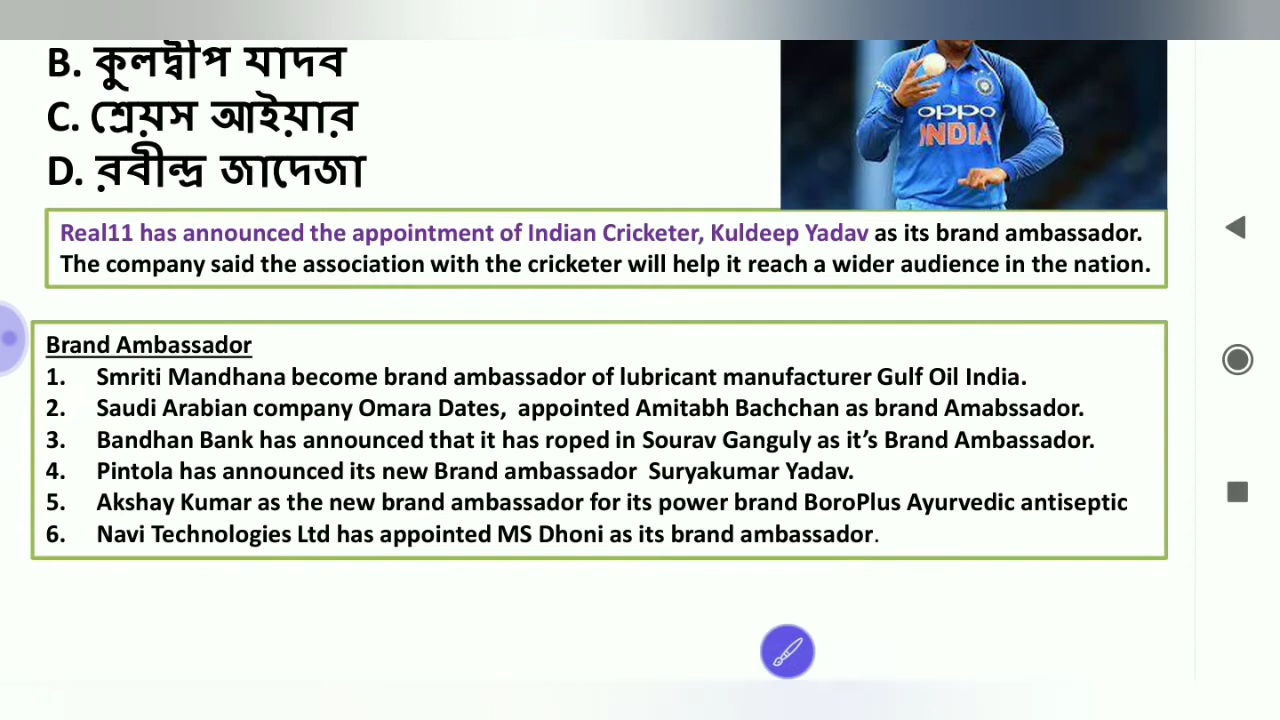 B. কুলদ্বীপ যাদব
C. শ্রেয়স আইয়ার
D. রবীন্দ্র জাদেজা
oppo
INDIA
Real11 has announced the appointment of Indian Cricketer, Kuldeep Yadav as its brand ambassador.
The company said the association with the cricketer will help it reach a wider audience in the nation.
Brand Ambassador
1. Smriti Mandhana become brand ambassador of lubricant manufacturer Gulf Oil India.
2. Saudi Arabian company Omara Dates, appointed Amitabh Bachchan as brand Amabssador.
3. Bandhan Bank has announced that it has roped in Sourav Ganguly as it’s Brand Ambassador.
4. Pintola has announced its new Brand ambassador Suryakumar Yadav.
5. Akshay Kumar as the new brand ambassador for its power brand BoroPlus Ayurvedic antiseptic
6. Navi Technologies Ltd has appointed MS Dhoni as its brand ambassador.